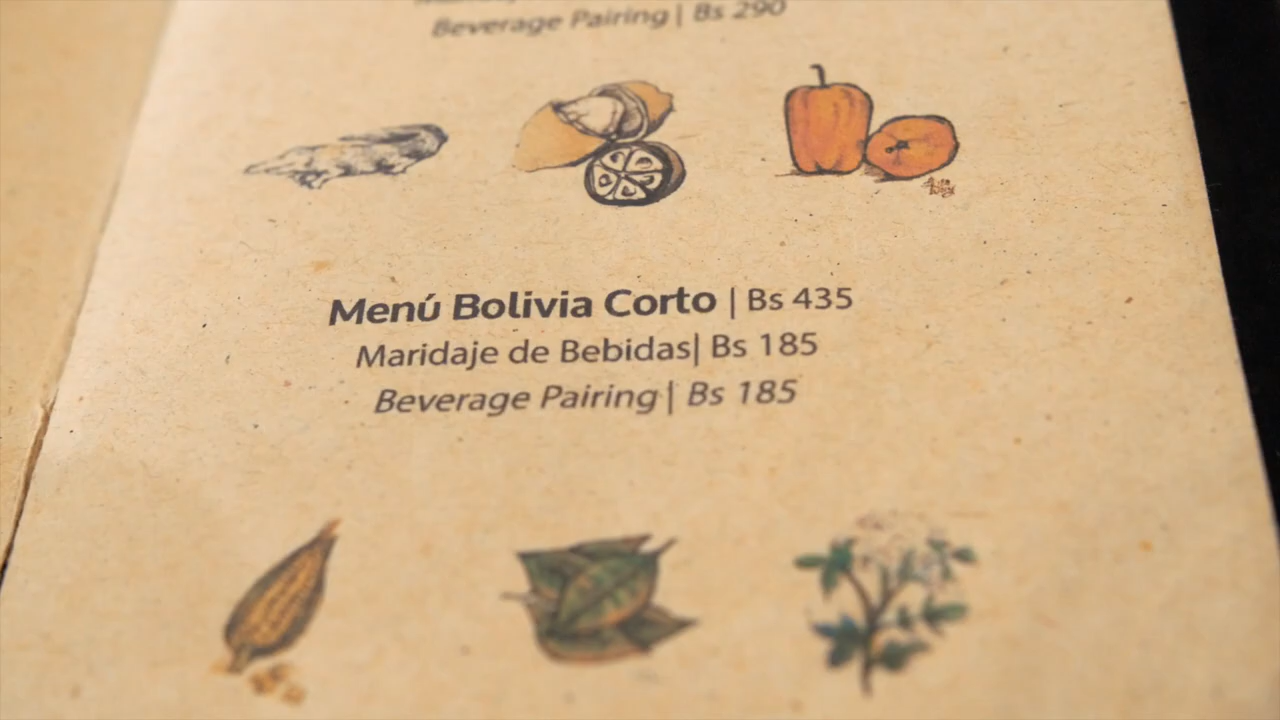 Beverage Pairing | Bs 290
Menú Bolivia Corto | Bs 435
Maridaje de Bebidas| Bs 185
Beverage Pairing | Bs 185